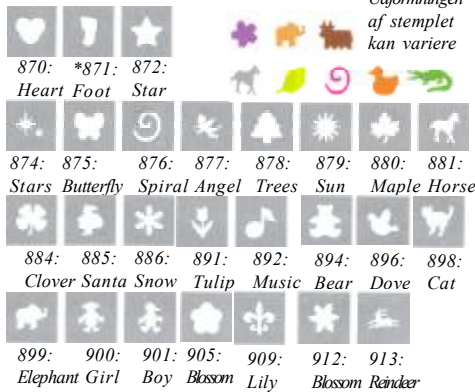 Udformningen
af stemplet
kan variere
870: *871: 872:
Heart Foot Star
874: 875: 876: 877: 878: 879: 880: 881:
Stars Butterfly Spiral Angel Trees Sun Maple Horse
884: 885: 886: 891: 892: 894: 896: 898:
Clover Santa Snow Tulip Music Bear Dove Cat
899: 900: 901: 905: 909: 912: 913:
Elephant Girl Boy Blossom Lily Blossom Reindeer